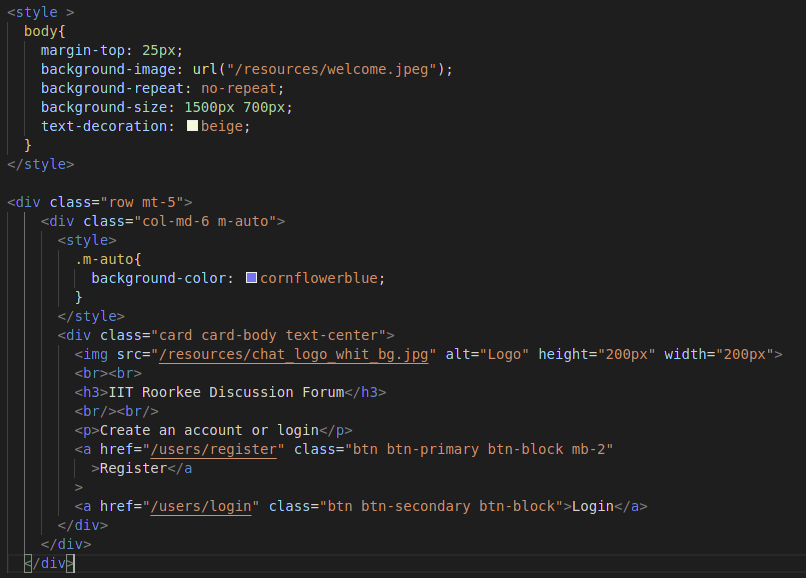 <style >
  body{
    margin-top: 25px;
    background-image: url("/resources/welcome.jpeg");
    background-repeat: no-repeat;
    background-size: 1500px 700px;
    text-decoration: beige;
  }
</style>

<div class="row mt-5">
    <div class="col-md-6 m-auto">
      <style>
        .m-auto{
          background-color: cornflowerblue;
        }
      </style>
      <div class="card card-body text-center">
        <img src="/resources/chat_logo_whit_bg.jpg" alt="Logo" height="200px" width="200px">
        <br><br>
        <h3>IIT Roorkee Discussion Forum</h3>
        <br/><br/>
        <p>Create an account or login</p>
        <a href="/users/register" class="btn btn-primary btn-block mb-2"
          >Register</a
        >
        <a href="/users/login" class="btn btn-secondary btn-block">Login</a>
      </div>
    </div>
  </div>